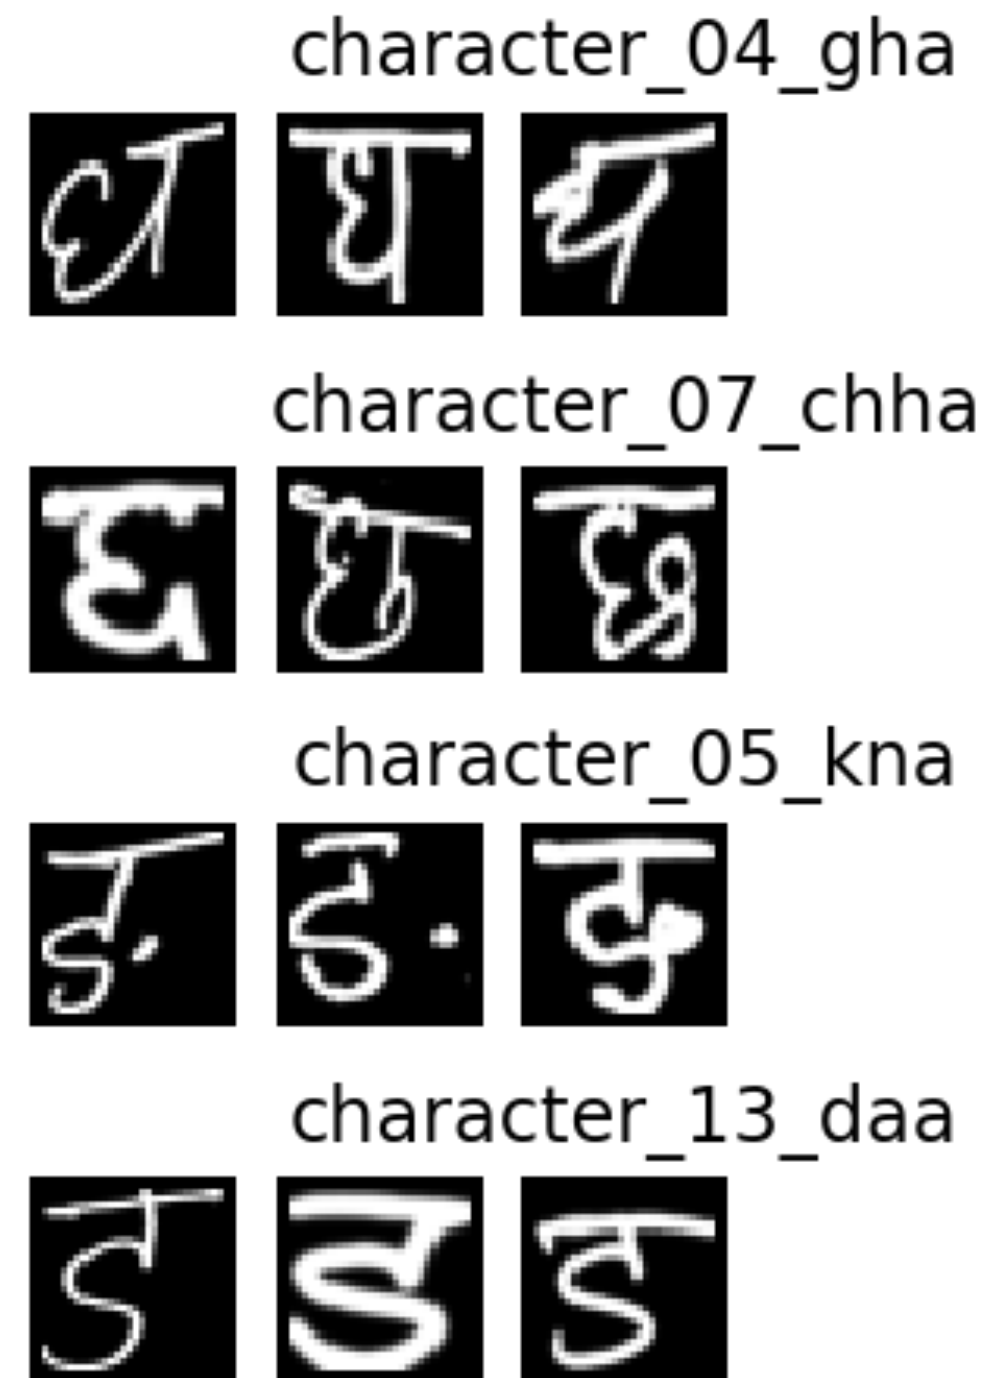 character_04_gha
घ घ घ
character_07_chha
छ छ छ
character_05_kna
ङ ङ ङ
character_13_daa
ड ड ड